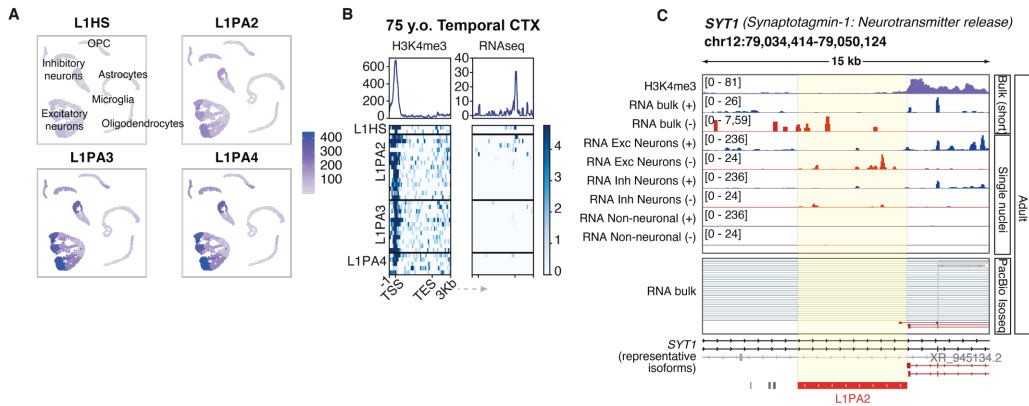 A
L1HS
L1PA2
OPC
Inhibitory
neurons
Astrocytes
Microglia
Excitatory
neurons
Oligodendrocytes
L1PA3
L1PA4
400
300
200
100
B
75 y.o. Temporal CTX
H3K4me3
RNAseq
600
400
200
0
40
30
20
10
0
L1HS
L1PA2
L1PA3
L1PA4
4
3
2
1
0
-1
TSS
TES
3Kb
C
SYT1 (Synaptotagmin-1: Neurotransmitter release)
chr12:79,034,414-79,050,124
15 kb
H3K4me3 [0 - 81]
RNA bulk (+) [0 - 26]
RNA bulk (-) [0 - 7,59]
RNA Exc Neurons (+) [0 - 236]
RNA Exc Neurons (-) [0 - 24]
RNA Inh Neurons (+) [0 - 236]
RNA Inh Neurons (-) [0 - 24]
RNA Non-neuronal (+) [0 - 236]
RNA Non-neuronal (-) [0 - 24]
Bulk (short)
Single nuclei
Adult
RNA bulk
PacBio Isoseq
SYT1
(representative
isoforms)
XR_945134.2
L1PA2